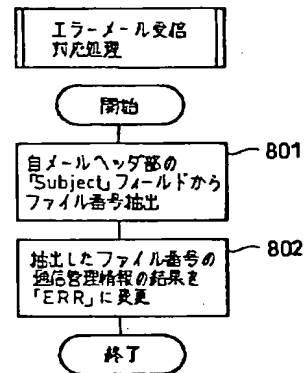 エラーメール受信
対応処理
開始
801
自メールヘッダ部の
「Subject」フィールドから
ファイル番号抽出
802
抽出したファイル番号の
通信管理情報の結果を
「ERR」に変更
終了